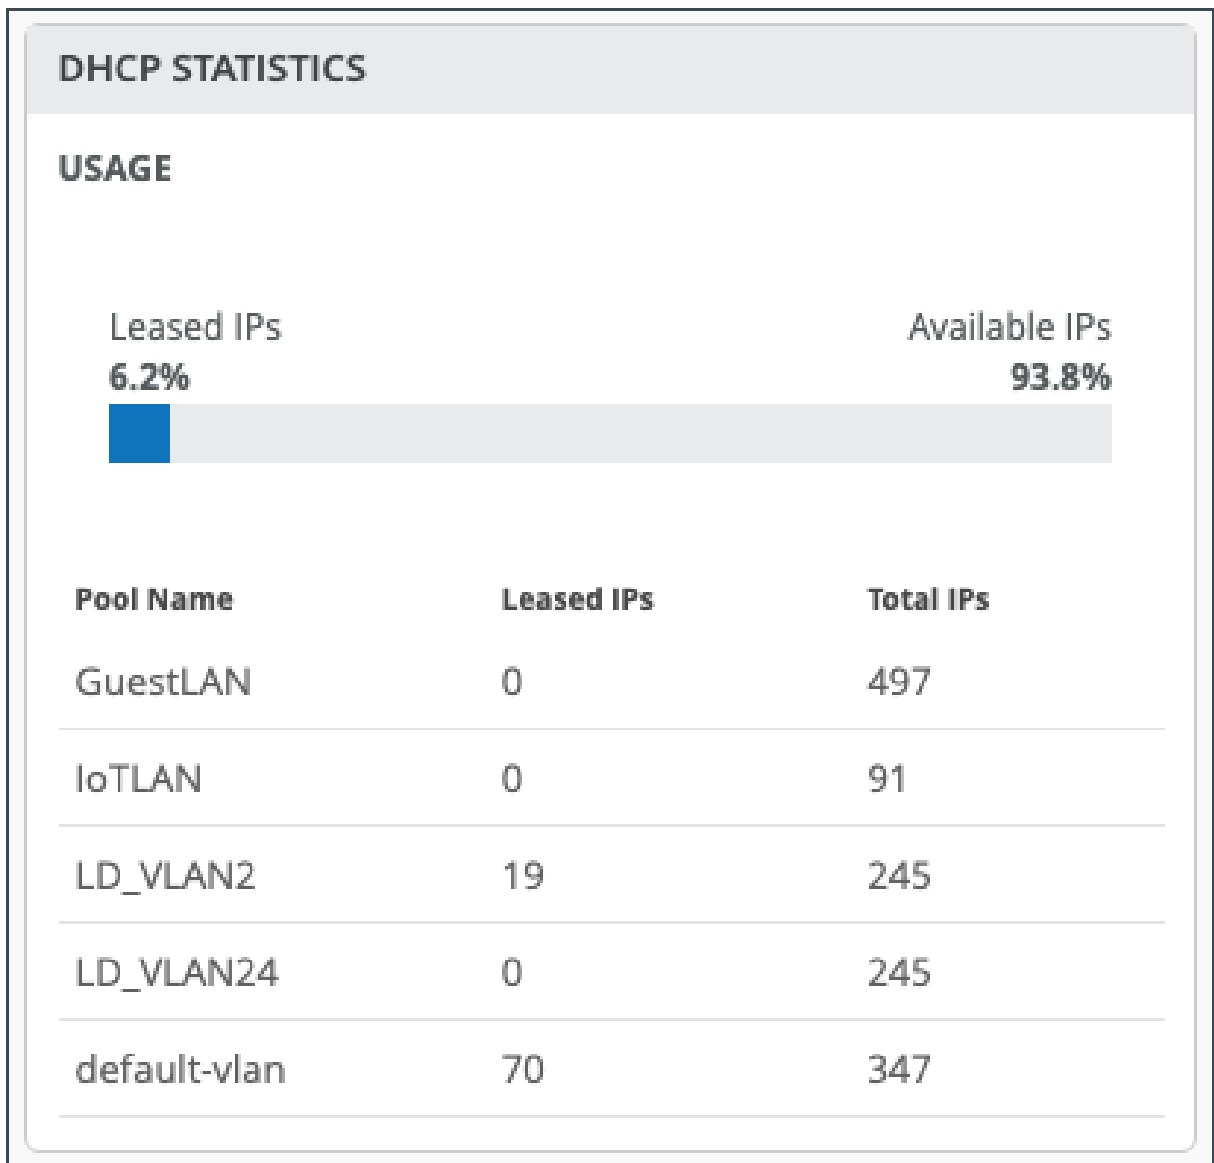 DHCP STATISTICS
USAGE
Leased IPs Available IPs
6.2% 93.8%
Pool Name Leased IPs Total IPs
GuestLAN 0 497
IoTLAN 0 91
LD_VLAN2 19 245
LD_VLAN24 0 245
default-vlan 70 347